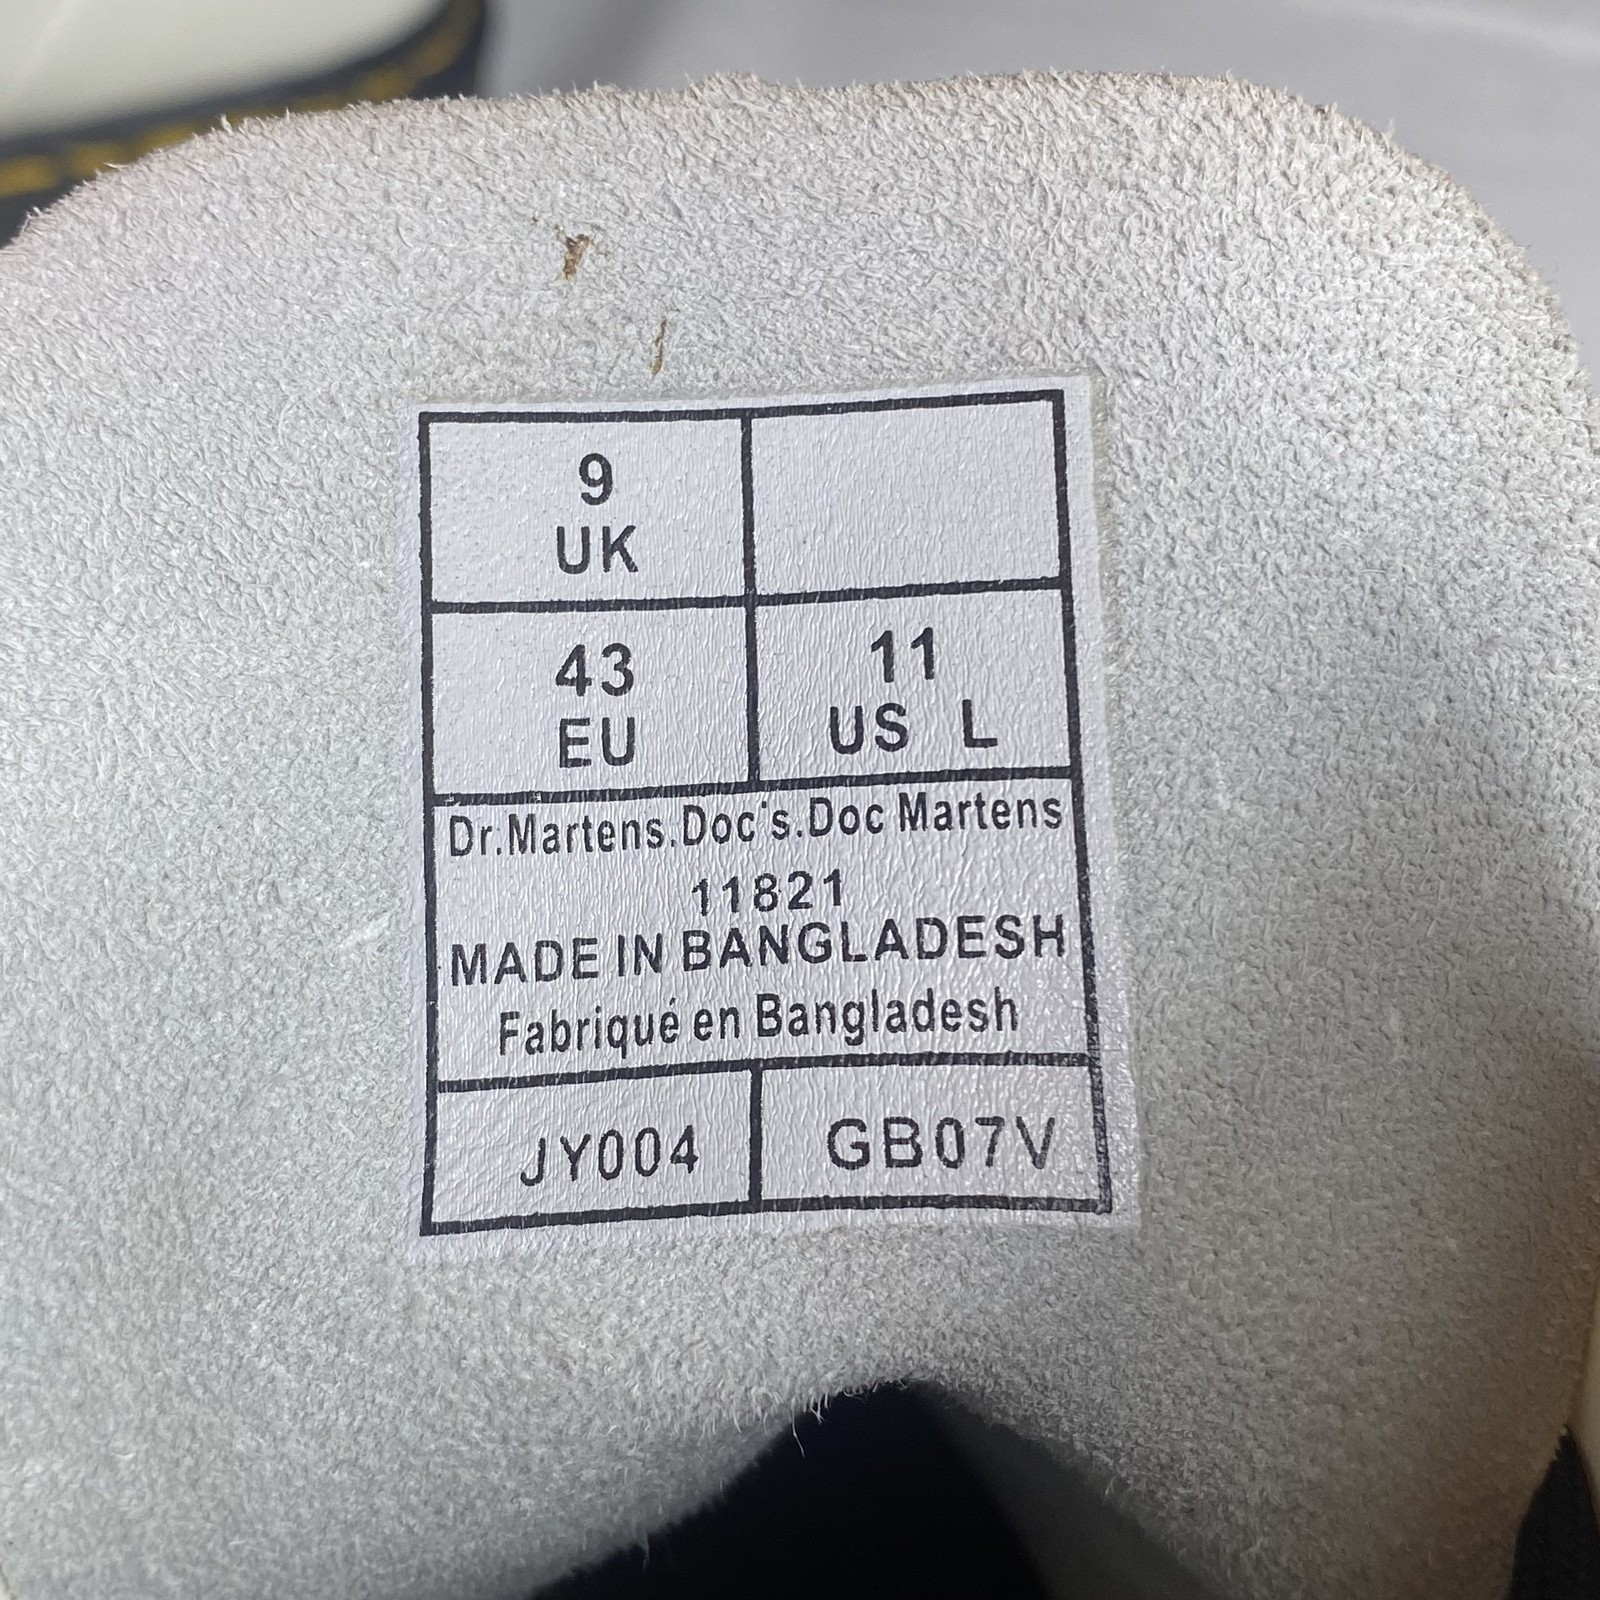 9
UK
43
EU
11
US L
Dr.Martens.Doc's.Doc Martens
11821
MADE IN BANGLADESH
Fabriqué en Bangladesh
JY004
GB07V